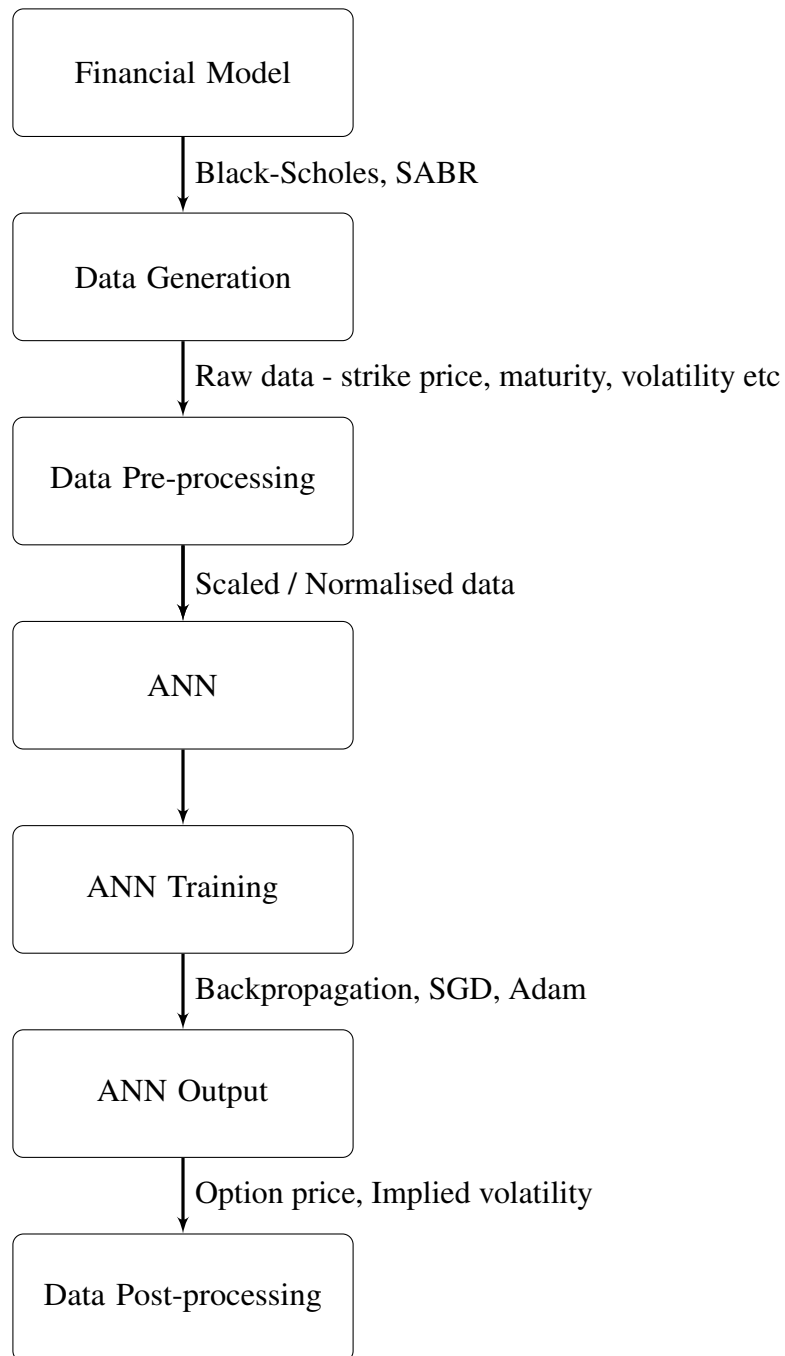 Financial Model
Black-Scholes, SABR
Data Generation
Raw data - strike price, maturity, volatility etc
Data Pre-processing
Scaled / Normalised data
ANN
ANN Training
Backpropagation, SGD, Adam
ANN Output
Option price, Implied volatility
Data Post-processing